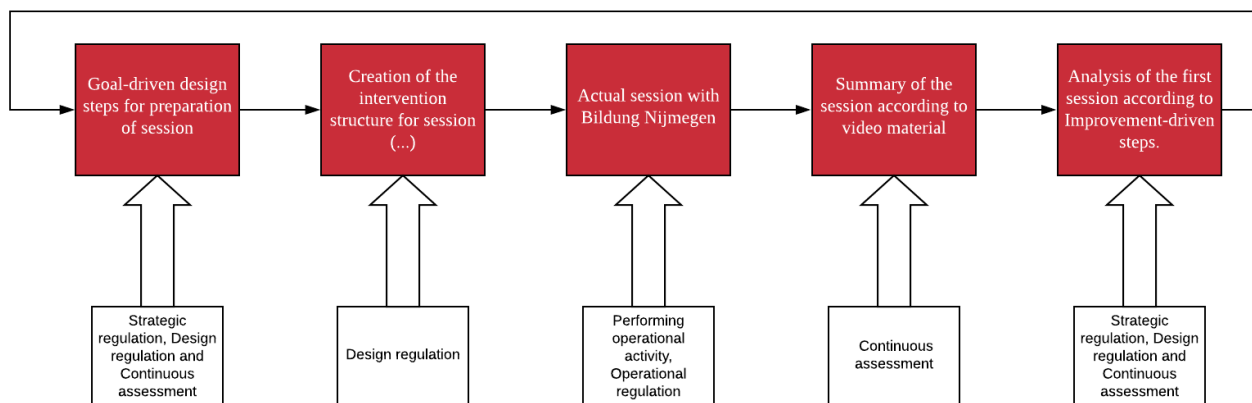 Goal-driven design
steps for preparation
of session
Creation of the
intervention
structure for session
(...)
Actual session with
Bildung Nijmegen
Summary of the
session according to
video material
Analysis of the first
session according to
Improvement-driven
steps.
Strategic
regulation, Design
regulation and
Continuous
assessment
Design regulation
Performing
operational
activity,
Operational
regulation
Continuous
assessment
Strategic
regulation, Design
regulation and
Continuous
assessment